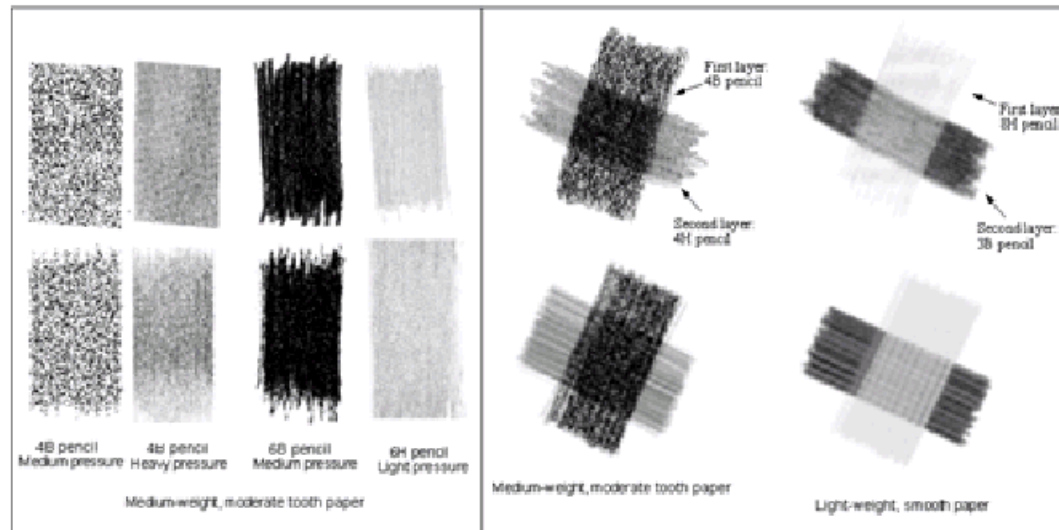 4B pencil
Medium pressure
pencil
Heavy pressure
6B pencil
Medium pressure
6H pencil
Light pressure
Medium-weight, moderate tooth paper
First layer:
4B pencil
Second layer:
4H pencil
First layer:
pencil
Second layer:
3B pencil
Medium-weight, moderate tooth paper
Light-weight, smooth paper